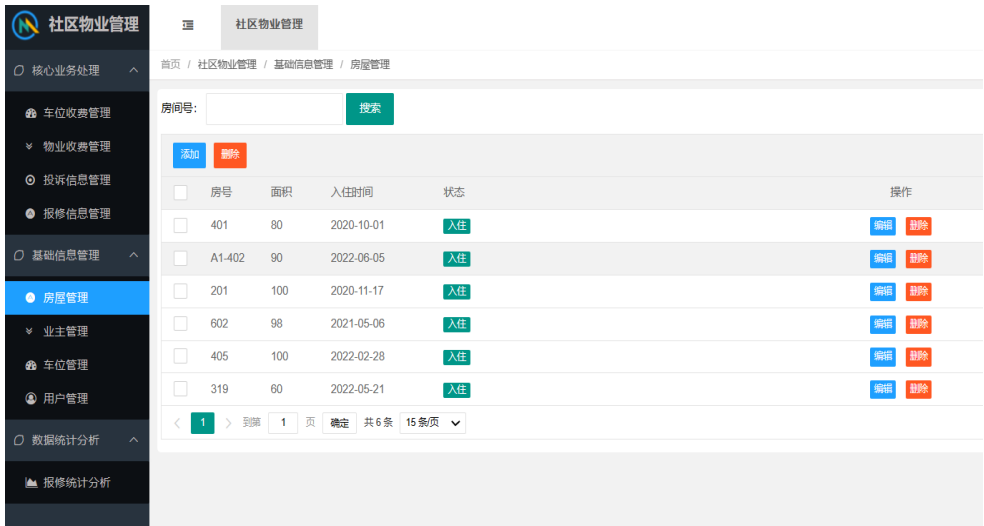 社区物业管理
社区物业管理
核心业务处理
首页 / 社区物业管理 / 基础信息管理 / 房屋管理
车位收费管理
房间号: 搜索
物业收费管理
添加 删除
投诉信息管理
房号 面积 入住时间 状态 操作
报修信息管理
401 80 2020-10-01 入住 编辑 删除
基础信息管理
A1-402 90 2022-06-05 入住 编辑 删除
房屋管理
201 100 2020-11-17 入住 编辑 删除
业主管理
602 98 2021-05-06 入住 编辑 删除
车位管理
405 100 2022-02-28 入住 编辑 删除
用户管理
319 60 2022-05-21 入住 编辑 删除
1 到第 1 页 确定 共 6 条 15 条/页
数据统计分析
报修统计分析